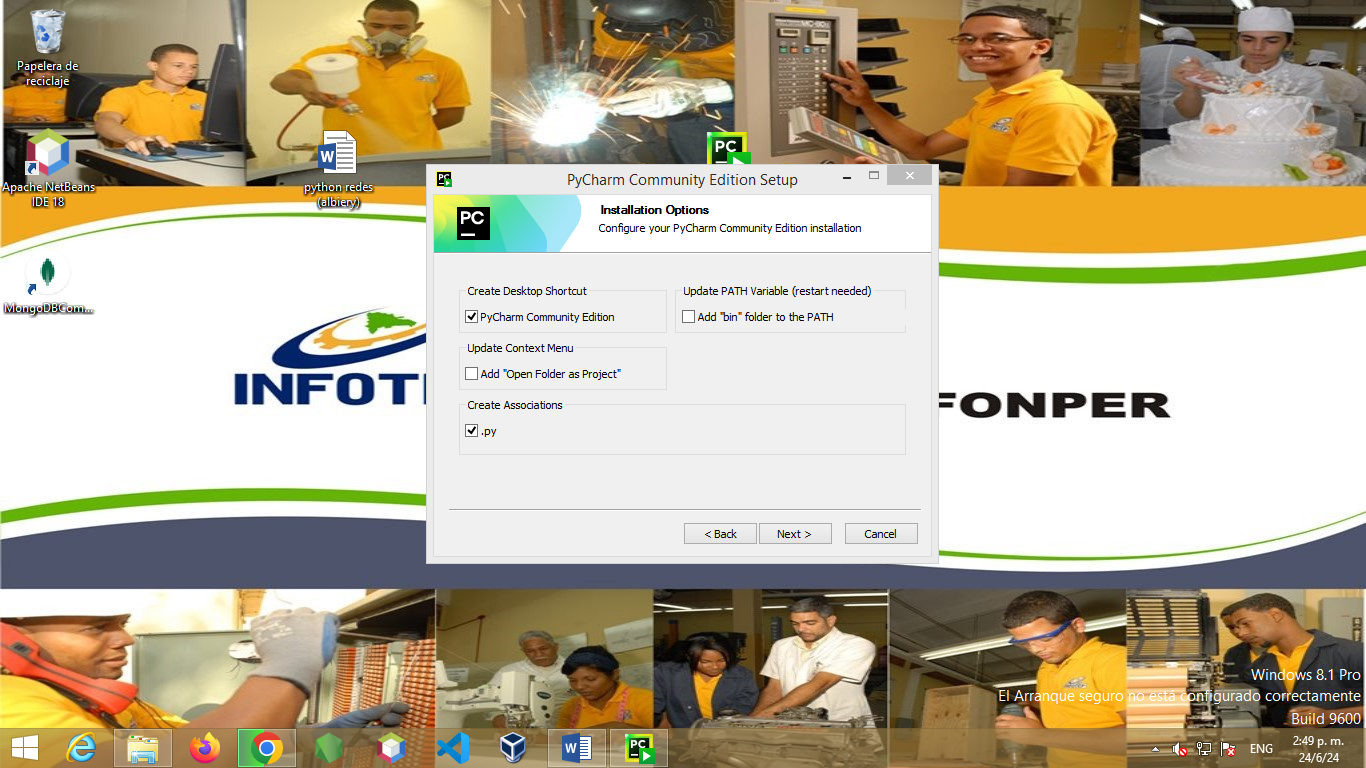 Papelera de
reciclaje
Apache NetBeans
IDE 18
MongoDBCom...
python redes
(albiery)
PC
PyCharm Community Edition Setup
PC
Installation Options
Configure your PyCharm Community Edition installation
Create Desktop Shortcut
PyCharm Community Edition
Update PATH Variable (restart needed)
Add "bin" folder to the PATH
Update Context Menu
Add "Open Folder as Project"
Create Associations
.py
< Back
Next >
Cancel
INFOT
FONPER
Windows 8.1 Pro
El Arranque seguro no está configurado correctamente
Build 9600
ENG
2:49 p. m.
24/6/24